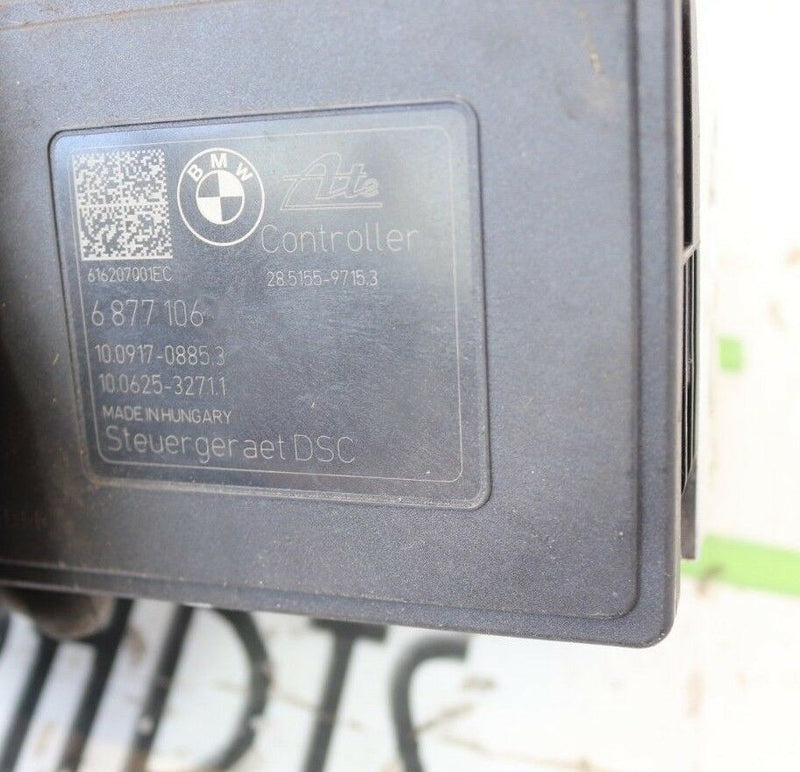 BMW
Ate
Controller
616207001EC
28.5155-9715.3
6 877 106
10.0917-0885.3
10.0625-3271.1
MADE IN HUNGARY
Steuergeraet DSC